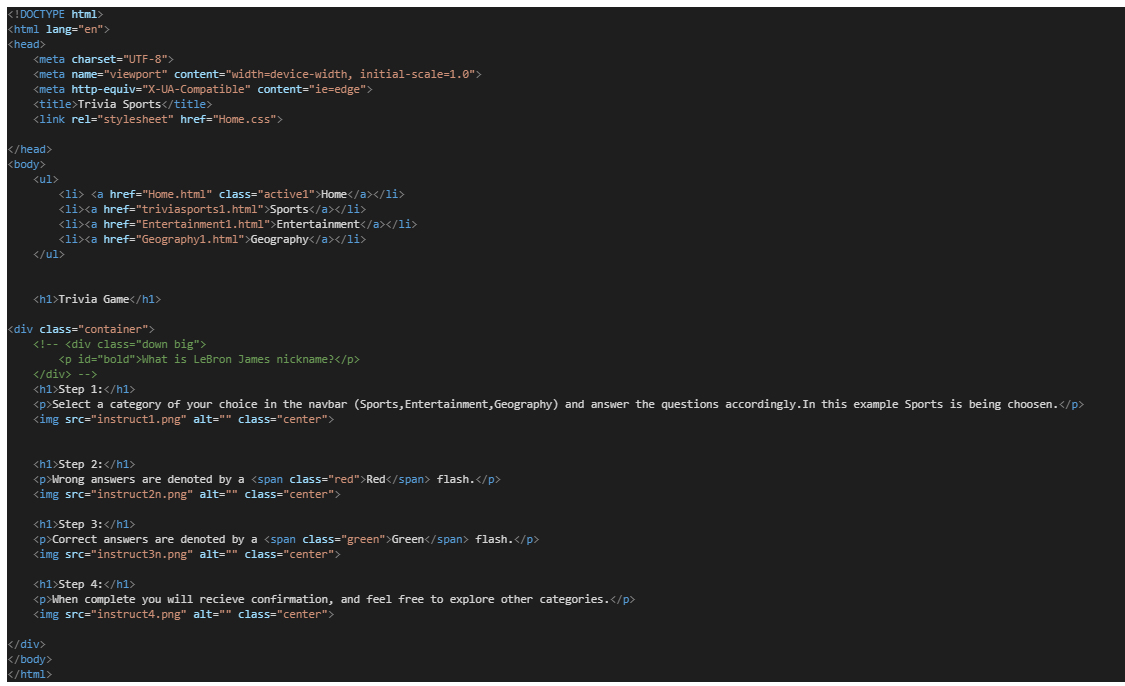 <!DOCTYPE html>
<html lang="en">
<head>
    <meta charset="UTF-8">
    <meta name="viewport" content="width=device-width, initial-scale=1.0">
    <meta http-equiv="X-UA-Compatible" content="ie=edge">
    <title>Trivia Sports</title>
    <link rel="stylesheet" href="Home.css">
</head>
<body>
    <ul>
        <li> <a href="Home.html" class="active1">Home</a></li>
        <li><a href="triviasports1.html">Sports</a></li>
        <li><a href="Entertainment1.html">Entertainment</a></li>
        <li><a href="Geography1.html">Geography</a></li>
    </ul>
    <h1>Trivia Game</h1>
<div class="container">
    <!-- <div class="down big">
        <p id="bold">What is LeBron James nickname?</p>
    </div> -->
    <h1>Step 1:</h1>
    <p>Select a category of your choice in the navbar (Sports,Entertainment,Geography) and answer the questions accordingly.In this example Sports is being choosen.</p>
    <img src="instruct1.png" alt="" class="center">
    <h1>Step 2:</h1>
    <p>Wrong answers are denoted by a <span class="red">Red</span> flash.</p>
    <img src="instruct2n.png" alt="" class="center">
    <h1>Step 3:</h1>
    <p>Correct answers are denoted by a <span class="green">Green</span> flash.</p>
    <img src="instruct3n.png" alt="" class="center">
    <h1>Step 4:</h1>
    <p>When complete you will recieve confirmation, and feel free to explore other categories.</p>
    <img src="instruct4.png" alt="" class="center">
</div>
</body>
</html>